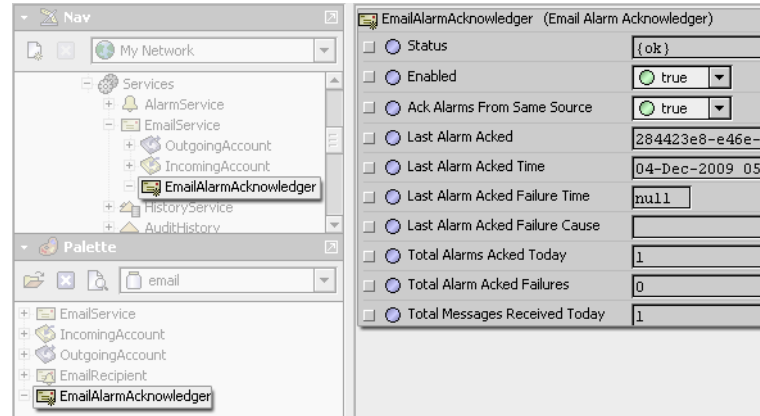 Nav
My Network
Services
AlarmService
EmailService
OutgoingAccount
IncomingAccount
EmailAlarmAcknowledger
HistoryService
AuditHistory
Palette
email
EmailService
IncomingAccount
OutgoingAccount
EmailRecipient
EmailAlarmAcknowledger
EmailAlarmAcknowledger (Email Alarm Acknowledger)
Status {ok}
Enabled true
Ack Alarms From Same Source true
Last Alarm Acked 284423e8-e46e-
Last Alarm Acked Time 04-Dec-2009 05
Last Alarm Acked Failure Time null
Last Alarm Acked Failure Cause
Total Alarms Acked Today 1
Total Alarm Acked Failures 0
Total Messages Received Today 1